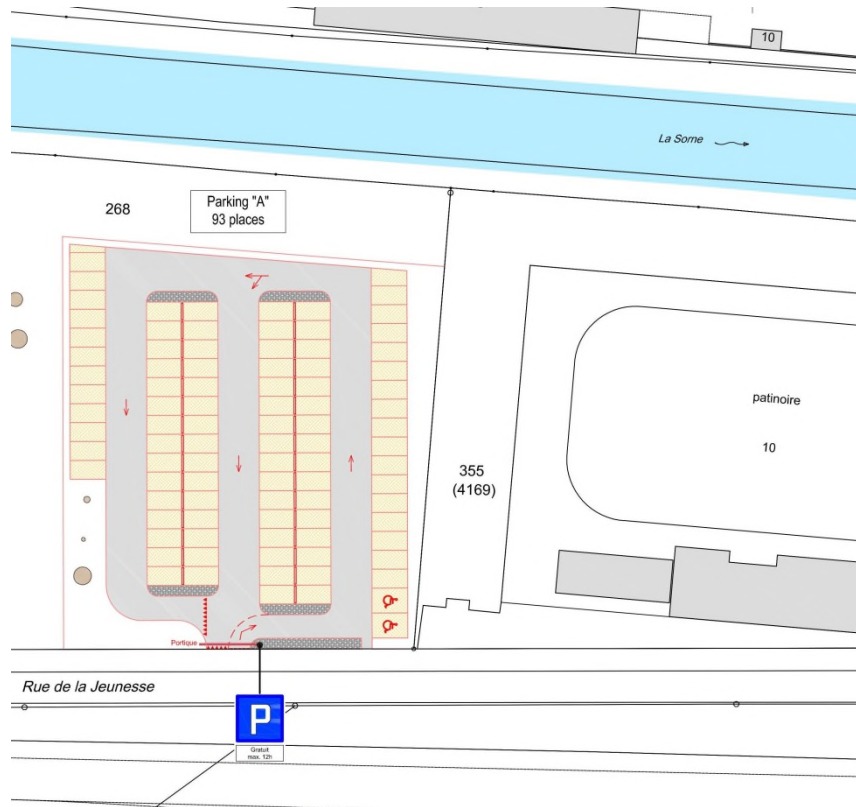 10
La Sorne
268
Parking "A"
93 places
patinoire
10
355
(4169)
Portique
Rue de la Jeunesse
P
Gratuit
max. 12h